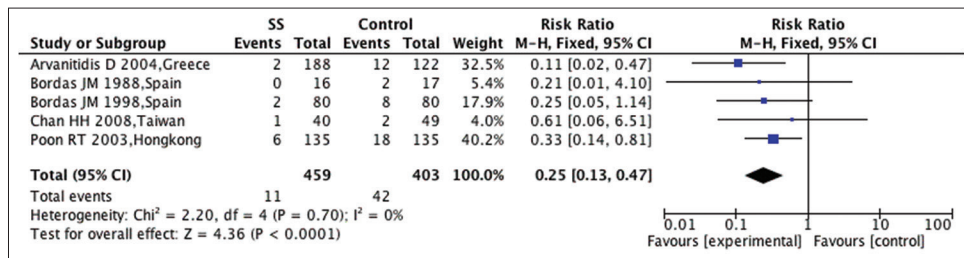 SS Control Risk Ratio Risk Ratio
Study or Subgroup Events Total Events Total Weight M-H, Fixed, 95% CI M-H, Fixed, 95% CI
Arvanitidis D 2004,Greece 2 188 12 122 32.5% 0.11 [0.02, 0.47]
Bordas JM 1988,Spain 0 16 2 17 5.4% 0.21 [0.01, 4.10]
Bordas JM 1998,Spain 2 80 8 80 17.9% 0.25 [0.05, 1.14]
Chan HH 2008,Taiwan 1 40 2 49 4.0% 0.61 [0.06, 6.51]
Poon RT 2003,Hongkong 6 135 18 135 40.2% 0.33 [0.14, 0.81]
Total (95% CI) 459 403 100.0% 0.25 [0.13, 0.47]
Total events 11 42
Heterogeneity: Chi² = 2.20, df = 4 (P = 0.70); I² = 0%
Test for overall effect: Z = 4.36 (P < 0.0001)
0.01 0.1 1 10 100
Favours [experimental] Favours [control]